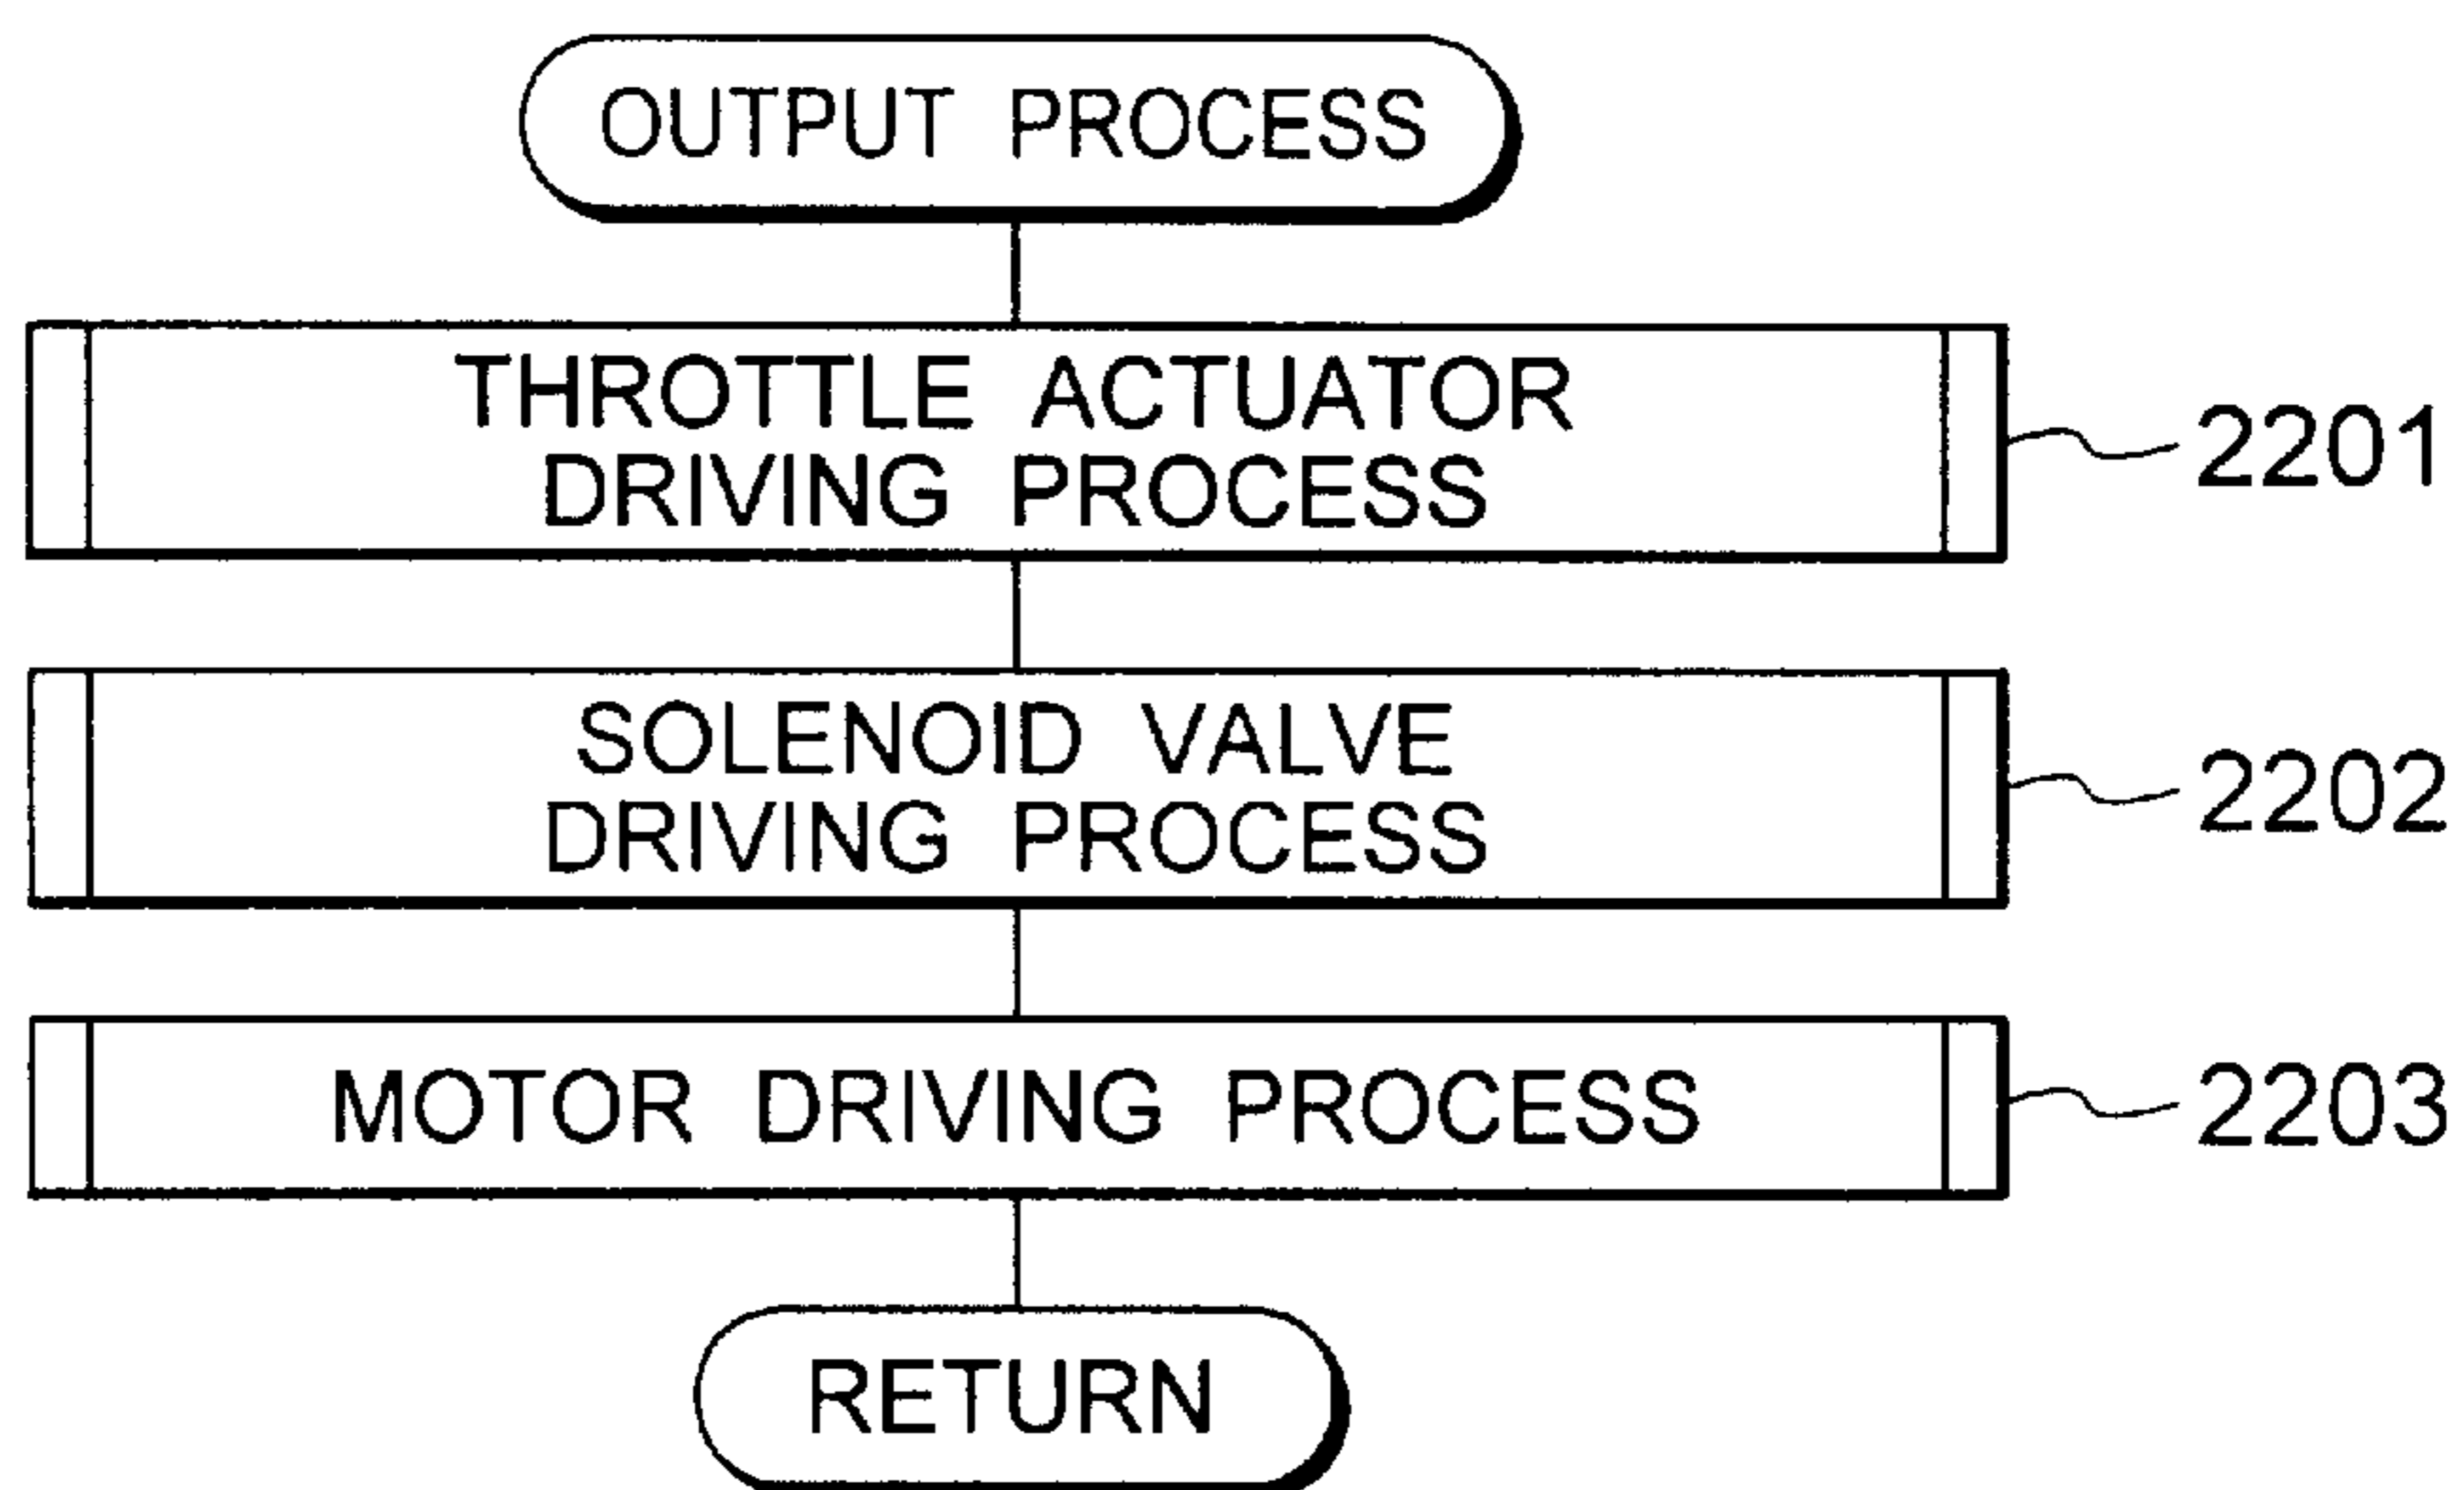 OUTPUT PROCESS
THROTTLE ACTUATOR
DRIVING PROCESS
2201
SOLENOID VALVE
DRIVING PROCESS
2202
MOTOR DRIVING PROCESS
2203
RETURN